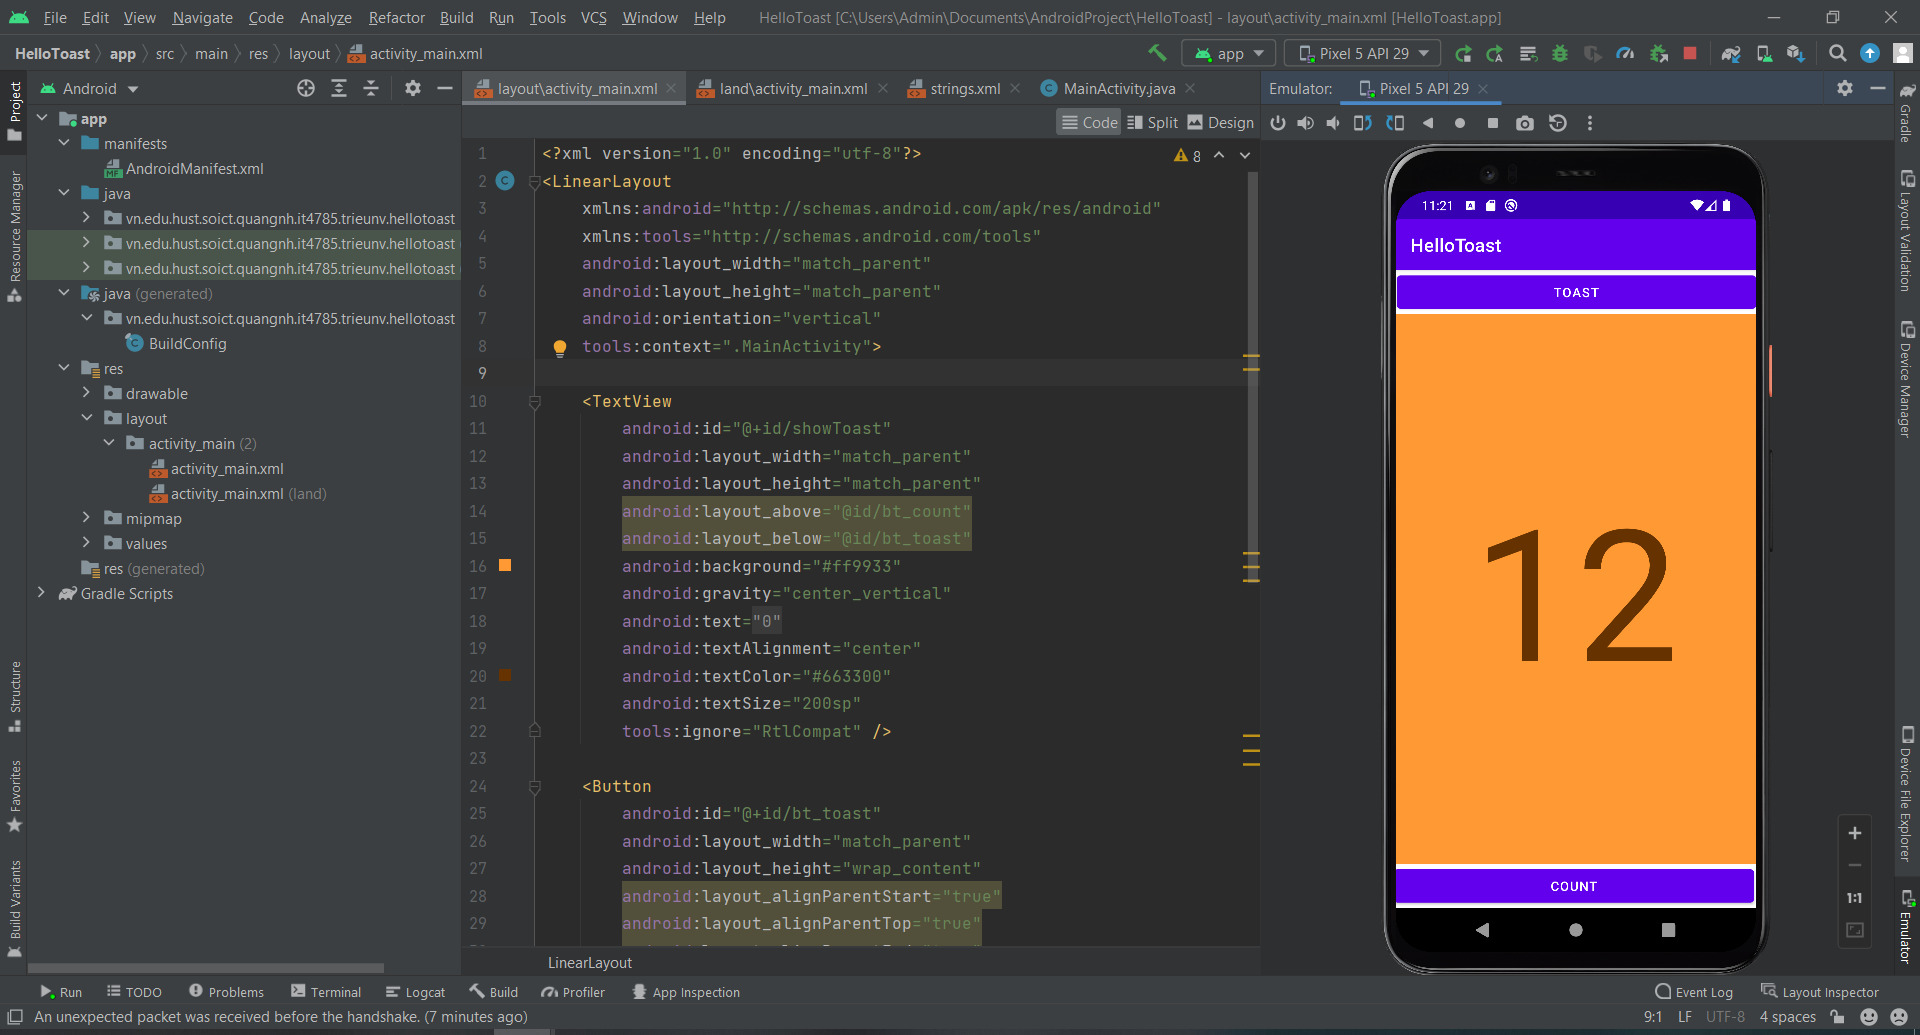 File Edit View Navigate Code Analyze Refactor Build Run Tools VCS Window Help HelloToast [C:\Users\Admin\Documents\AndroidProject\HelloToast] - layout\activity_main.xml [HelloToast.app]
HelloToast app src main res layout activity_main.xml app Pixel 5 API 29
Project
Resource Manager
Structure
Favorites
Build Variants
Android
app
manifests
AndroidManifest.xml
java
vn.edu.hust.soict.quangnh.it4785.trieunv.hellotoast
vn.edu.hust.soict.quangnh.it4785.trieunv.hellotoast
vn.edu.hust.soict.quangnh.it4785.trieunv.hellotoast
java (generated)
vn.edu.hust.soict.quangnh.it4785.trieunv.hellotoast
BuildConfig
res
drawable
layout
activity_main (2)
activity_main.xml
activity_main.xml (land)
mipmap
values
res (generated)
Gradle Scripts
layout\activity_main.xml land\activity_main.xml strings.xml MainActivity.java
Code Split Design
8
1 <?xml version="1.0" encoding="utf-8"?>
2 <LinearLayout
3 xmlns:android="http://schemas.android.com/apk/res/android"
4 xmlns:tools="http://schemas.android.com/tools"
5 android:layout_width="match_parent"
6 android:layout_height="match_parent"
7 android:orientation="vertical"
8 tools:context=".MainActivity">
9
10 <TextView
11 android:id="@+id/showToast"
12 android:layout_width="match_parent"
13 android:layout_height="match_parent"
14 android:layout_above="@id/bt_count"
15 android:layout_below="@id/bt_toast"
16 android:background="#ff9933"
17 android:gravity="center_vertical"
18 android:text="0"
19 android:textAlignment="center"
20 android:textColor="#663300"
21 android:textSize="200sp"
22 tools:ignore="RtlCompat" />
23
24 <Button
25 android:id="@+id/bt_toast"
26 android:layout_width="match_parent"
27 android:layout_height="wrap_content"
28 android:layout_alignParentStart="true"
29 android:layout_alignParentTop="true"
LinearLayout
Emulator: Pixel 5 API 29
11:21
HelloToast
TOAST
12
COUNT
1:1
Gradle
Layout Validation
Device Manager
Device File Explorer
Emulator
Run TODO Problems Terminal Logcat Build Profiler App Inspection Event Log Layout Inspector
An unexpected packet was received before the handshake. (7 minutes ago) 9:1 LF UTF-8 4 spaces